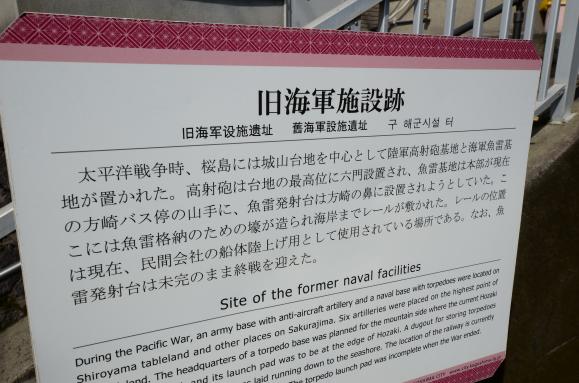 旧海軍施設跡
旧海军设施遗址 舊海軍設施遺址 구 해군시설 터
太平洋戦争時、桜島には城山台地を中心として陸軍高射砲基地と海軍魚雷基
地が置かれた。高射砲は台地の最高位に六門設置され、魚雷基地は本部が現在
の方崎バス停の山手に、魚雷発射台は方崎の鼻に設置されようとしていた。こ
こには魚雷格納のための壕が造られ海岸までレールが敷かれた。レールの位置
は現在、民間会社の船体陸上げ用として使用されている場所である。なお、魚
雷発射台は未完のまま終戦を迎えた。
Site of the former naval facilities
During the Pacific War, an army base with anti-aircraft artillery and a naval base with torpedoes were located on
Shiroyama tableland and other places on Sakurajima. Six artilleries were placed on the highest point of
land. The headquarters of a torpedo base was planned for the mountain side where the current Hozaki
and its launch pad was to be at the edge of Hozaki. A dugout for storing torpedoes
was laid running down to the seashore. The location of the railway is currently
The torpedo launch pad was incomplete when the War ended.